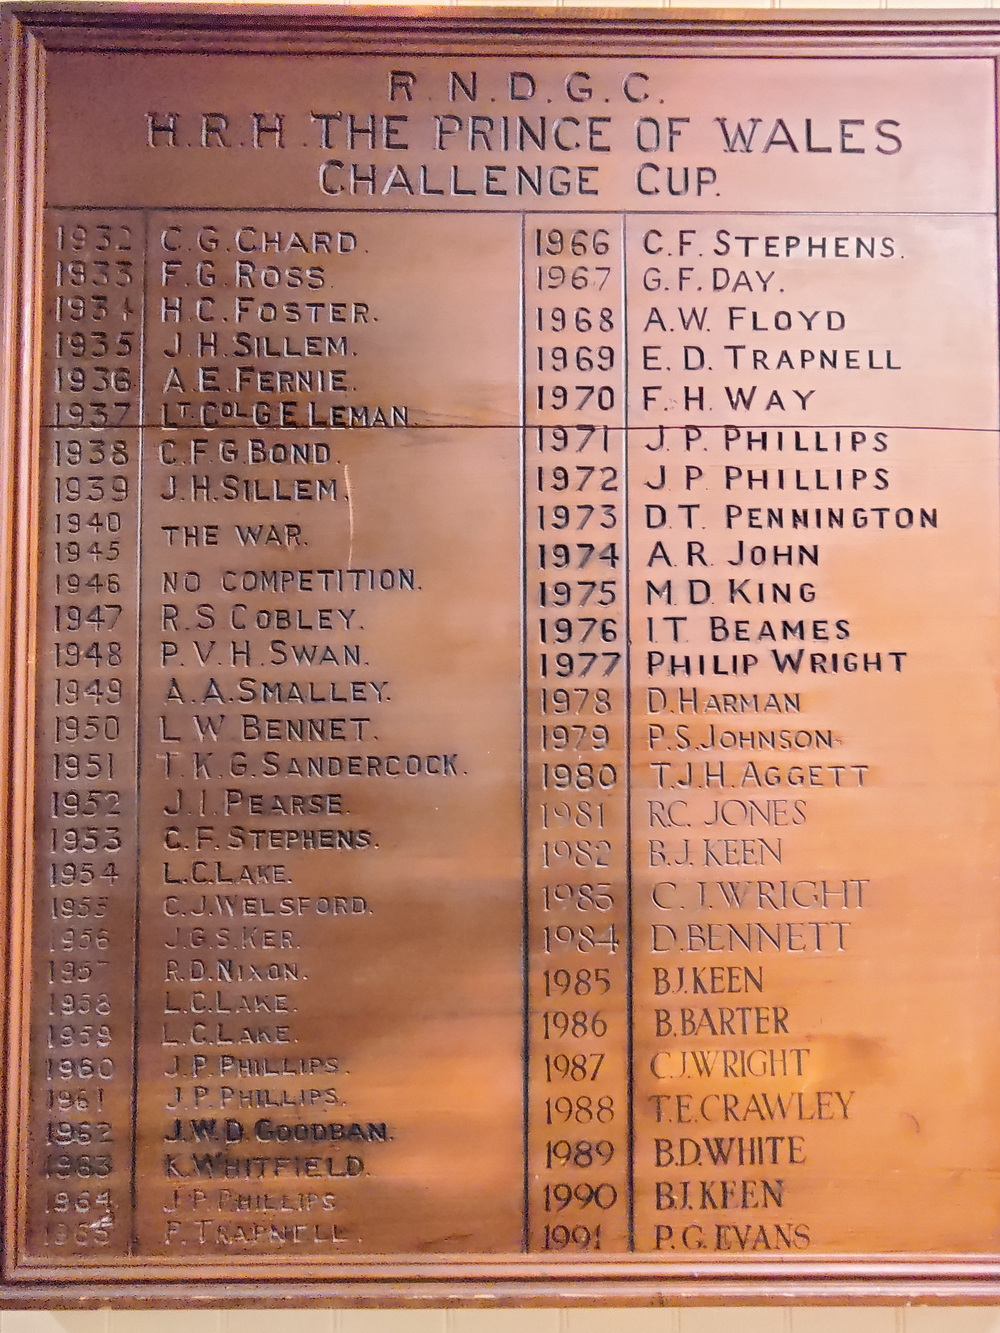 R.N.D.G.C.
H.R.H. THE PRINCE OF WALES
CHALLENGE CUP.
1932 C.G. CHARD.
1933 F.G. ROSS.
1934 H.C. FOSTER.
1935 J.H. SILLEM.
1936 A.E. FERNIE.
1937 LT. COL G.E. LEMAN.
1938 C.F.G. BOND.
1939 J.H. SILLEM.
1940
1945 THE WAR.
1946 NO COMPETITION.
1947 R.S COBLEY.
1948 P.V.H. SWAN.
1949 A.A. SMALLEY.
1950 L W BENNET.
1951 T.K.G. SANDERCOCK.
1952 J.I. PEARSE.
1953 C.F. STEPHENS.
1954 L.C. LAKE.
1955 C.J. WELSFORD.
1956 J.G.S. KER.
1957 R.D. NIXON.
1958 L.C. LAKE.
1959 L.C. LAKE.
1960 J.P. PHILLIPS.
1961 J.P. PHILLIPS.
1962 J.W.D. GOODBAN.
1963 K. WHITFIELD.
1964 J.P. PHILLIPS
1965 TRAPNELL.
1966 C.F. STEPHENS.
1967 G.F. DAY.
1968 A.W. FLOYD
1969 E.D. TRAPNELL
1970 F.H. WAY
1971 J.P. PHILLIPS
1972 J P. PHILLIPS
1973 D.T. PENNINGTON
1974 A.R. JOHN
1975 M.D. KING
1976 I.T. BEAMES
1977 PHILIP WRIGHT
1978 D. HARMAN
1979 P.S. JOHNSON
1980 T.J.H. AGGETT
1981 R.C. JONES
1982 B.J. KEEN
1983 C.J. WRIGHT
1984 D. BENNETT
1985 B.J. KEEN
1986 B. BARTER
1987 C.J. WRIGHT
1988 T.E. CRAWLEY
1989 B.D. WHITE
1990 B.J. KEEN
1991 P.G. EVANS